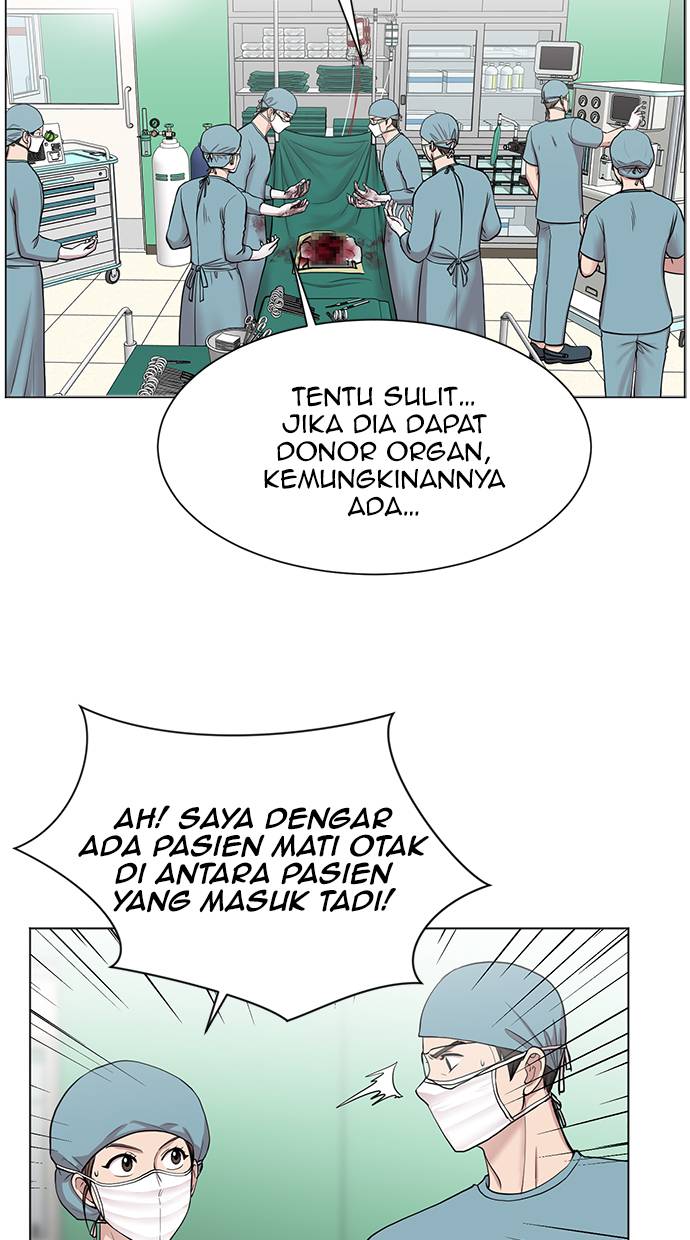 TENTU SULIT...
JIKA DIA DAPAT
DONOR ORGAN,
KEMUNGKINANNYA
ADA...
AH! SAYA DENGAR
ADA PASIEN MATI OTAK
DI ANTARA PASIEN
YANG MASUK TADI!